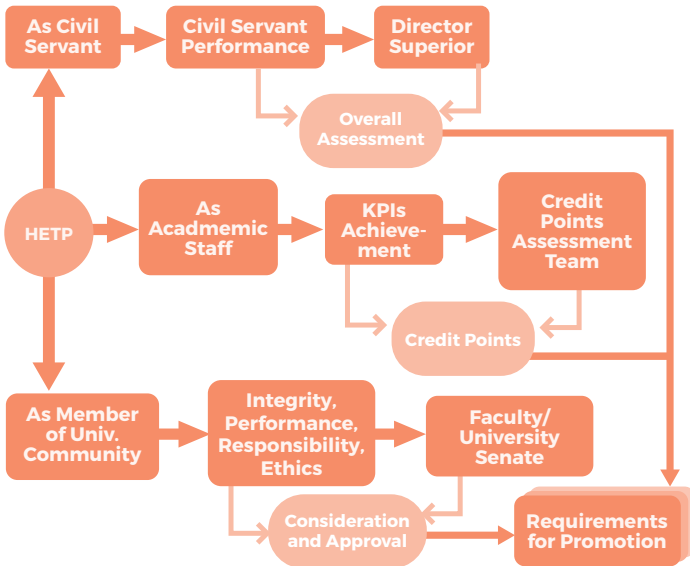 As Civil
Servant
Civil Servant
Performance
Director
Superior
Overall
Assessment
HETP
As
Acadmemic
Staff
KPIs
Achieve-
ment
Credit
Points
Assessment
Team
Credit Points
As Member
of Univ.
Community
Integrity,
Performance,
Responsibility,
Ethics
Faculty/
University
Senate
Consideration
and Approval
Requirements
for Promotion